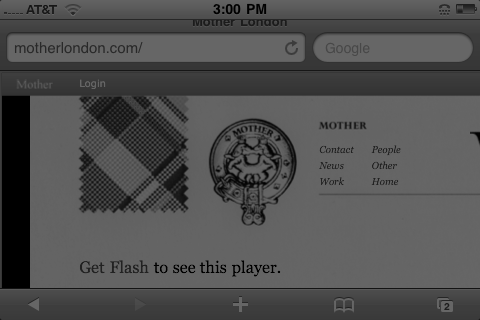 AT&T 3:00 PM
Mother London
motherlondon.com/ Google
Mother Login
MOTHER
MOTHER
Contact People
News Other
Work Home
Get Flash to see this player.
2